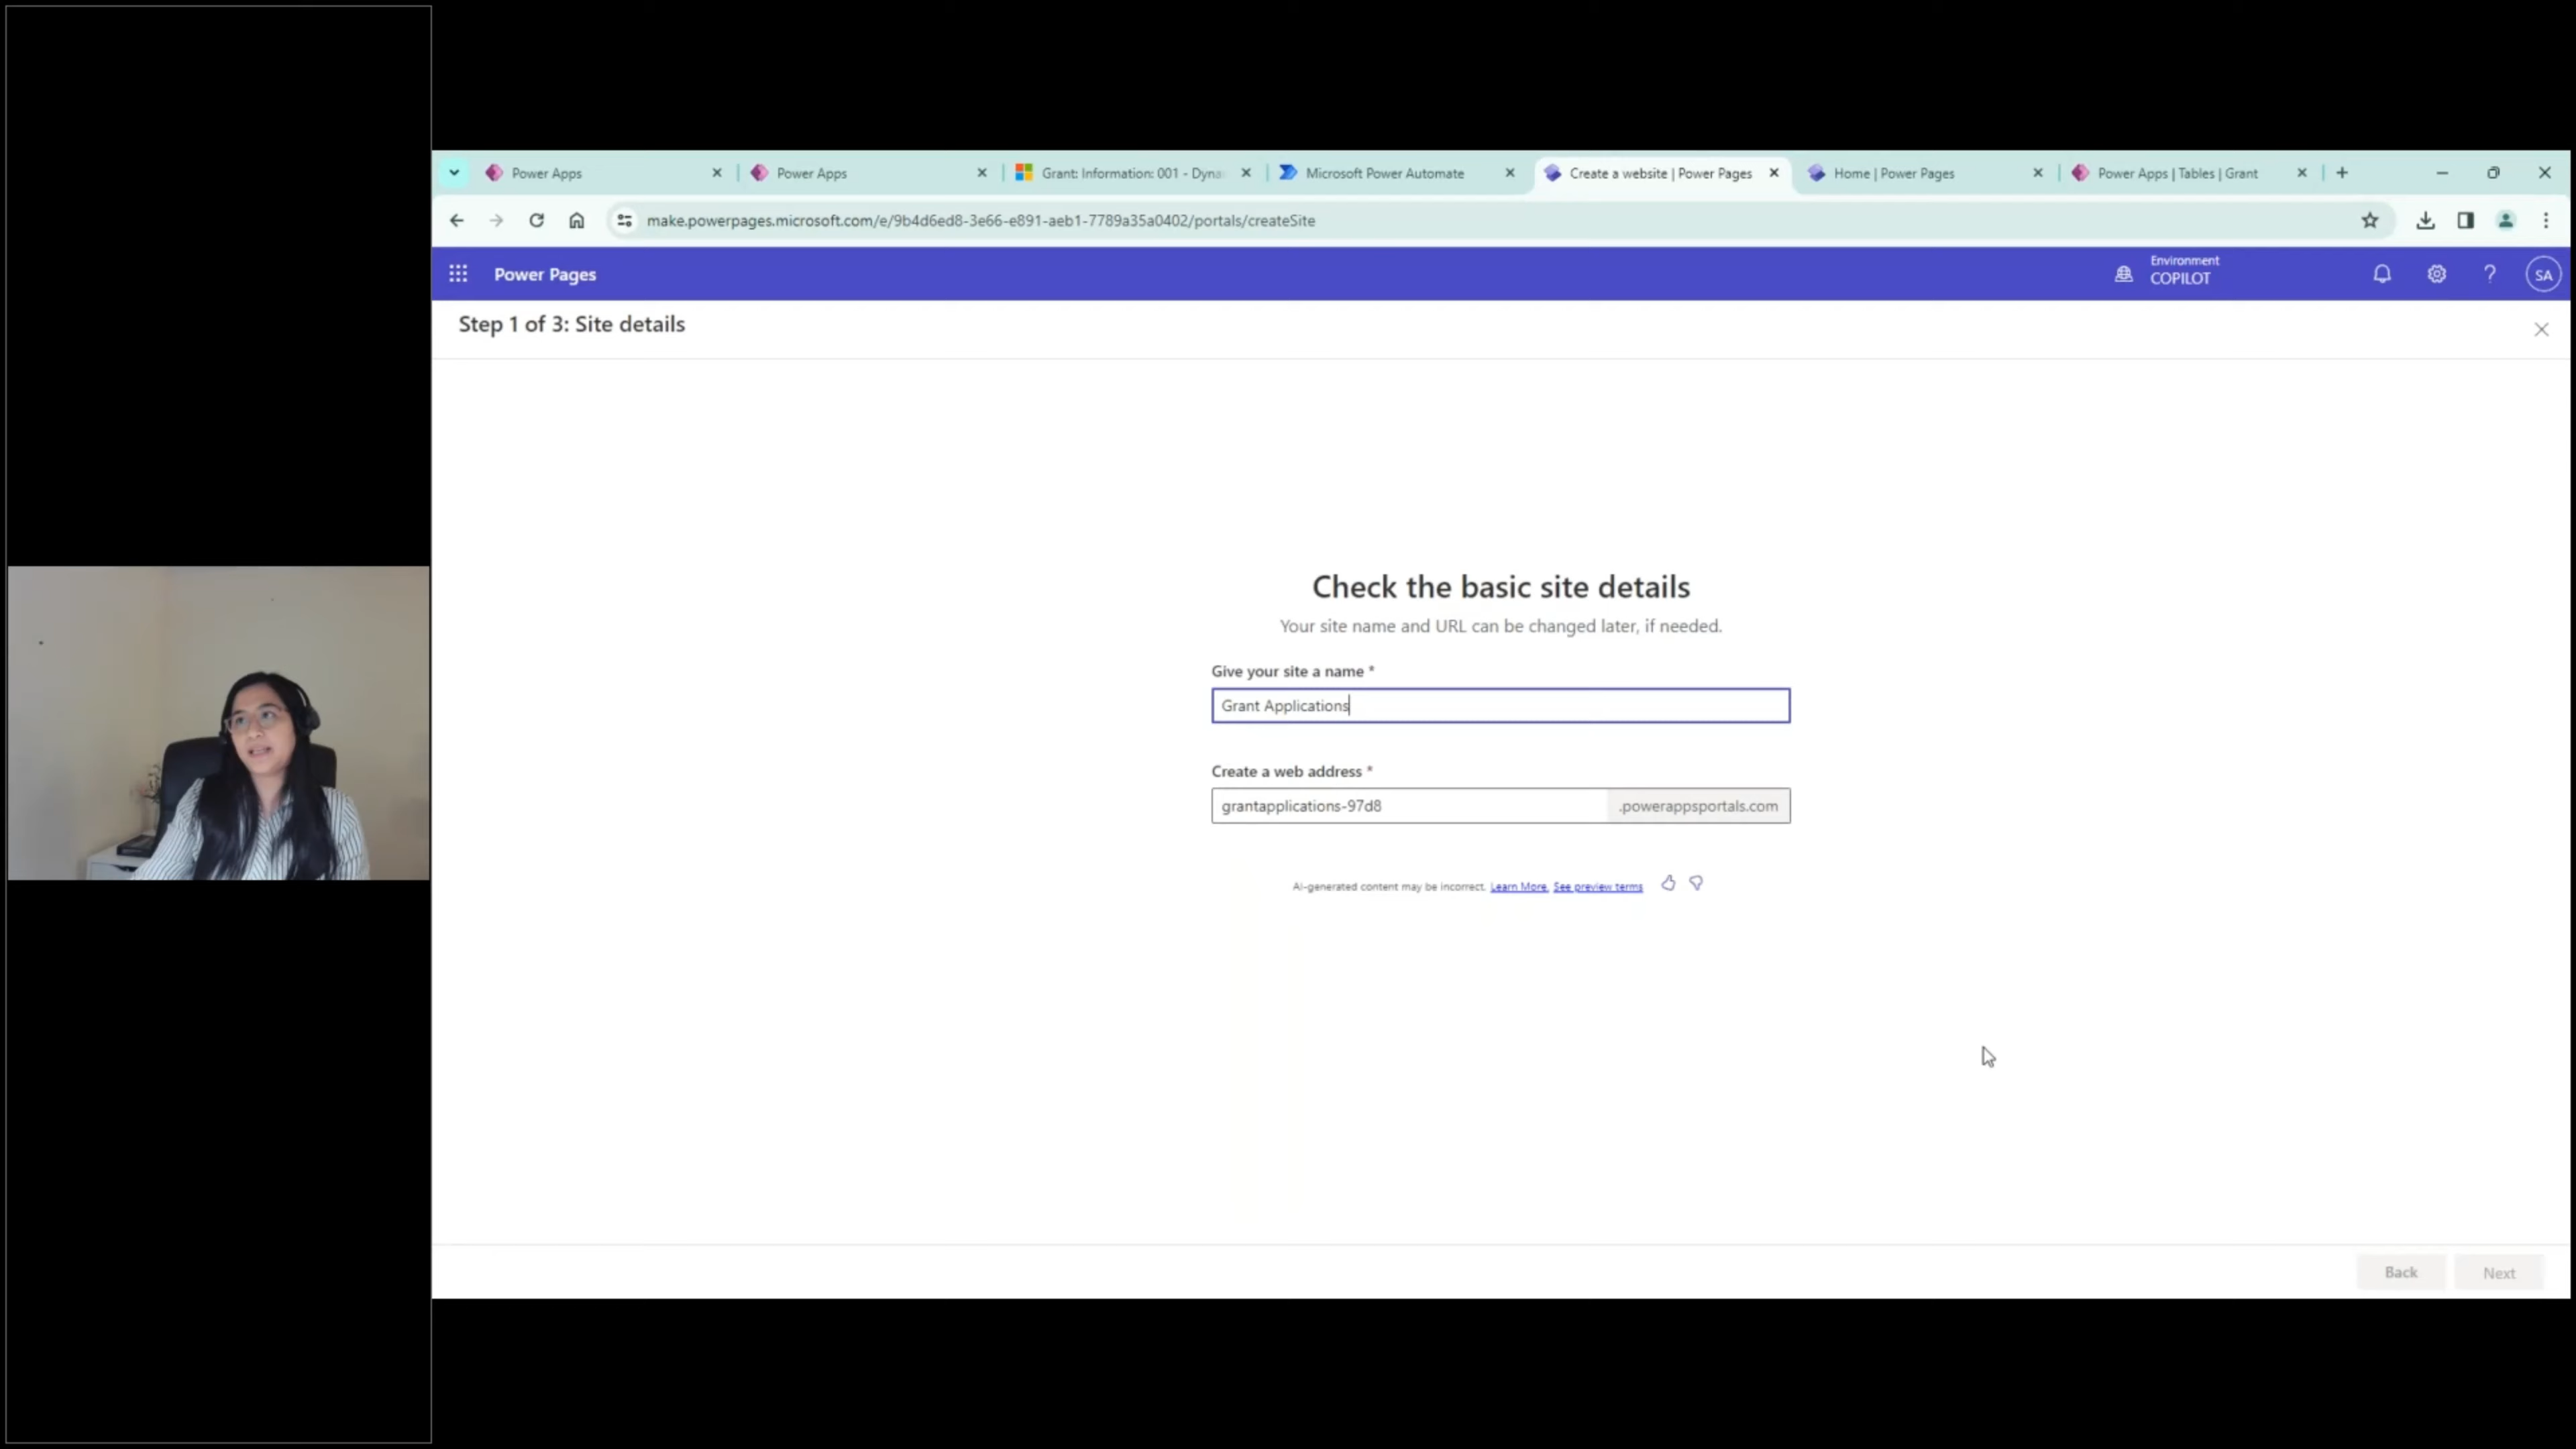 Power Apps
Power Apps
Grant: Information: 001 - Dyna
Microsoft Power Automate
Create a website | Power Pages
Home | Power Pages
Power Apps | Tables | Grant
make.powerpages.microsoft.com/e/9b4d6ed8-3e66-e891-aeb1-7789a35a0402/portals/createSite
Power Pages
Environment
COPILOT
SA
Step 1 of 3: Site details
Check the basic site details
Your site name and URL can be changed later, if needed.
Give your site a name *
Grant Applications
Create a web address *
grantapplications-97d8
.powerappsportals.com
AI-generated content may be incorrect. Learn More. See preview terms
Back
Next